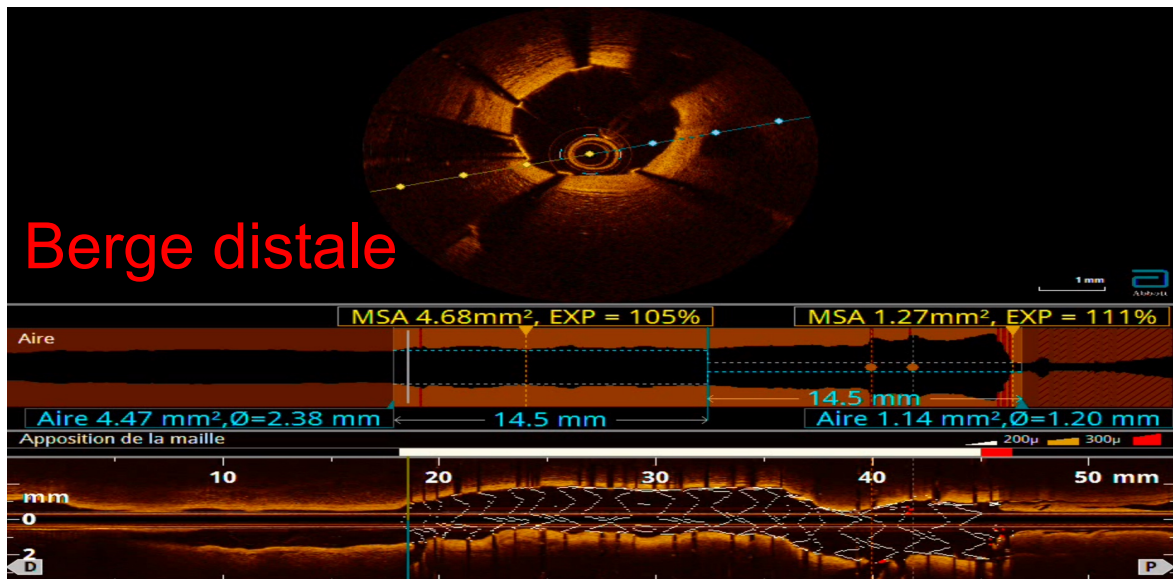 Berge distale
1 mm
Abbott
MSA 4.68mm², EXP = 105%
MSA 1.27mm², EXP = 111%
Aire
14.5 mm
Aire 4.47 mm²,Ø=2.38 mm
14.5 mm
Aire 1.14 mm²,Ø=1.20 mm
Apposition de la maille
200µ
300µ
10
20
30
40
50 mm
mm
0
2
D
P